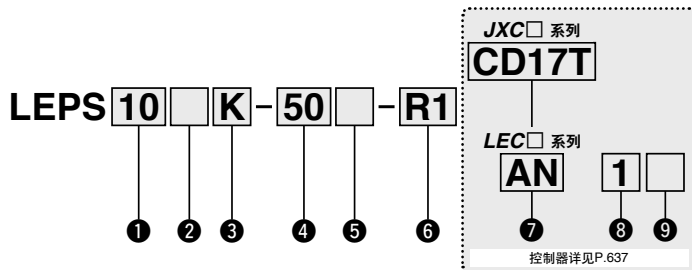 JXC□ 系列
CD17T
LEPS 10 □ K - 50 □ - R1
LEC□ 系列
AN 1 □
❶ ❷ ❸ ❹ ❺ ❻ ❼ ❽ ❾
控制器详见P.637